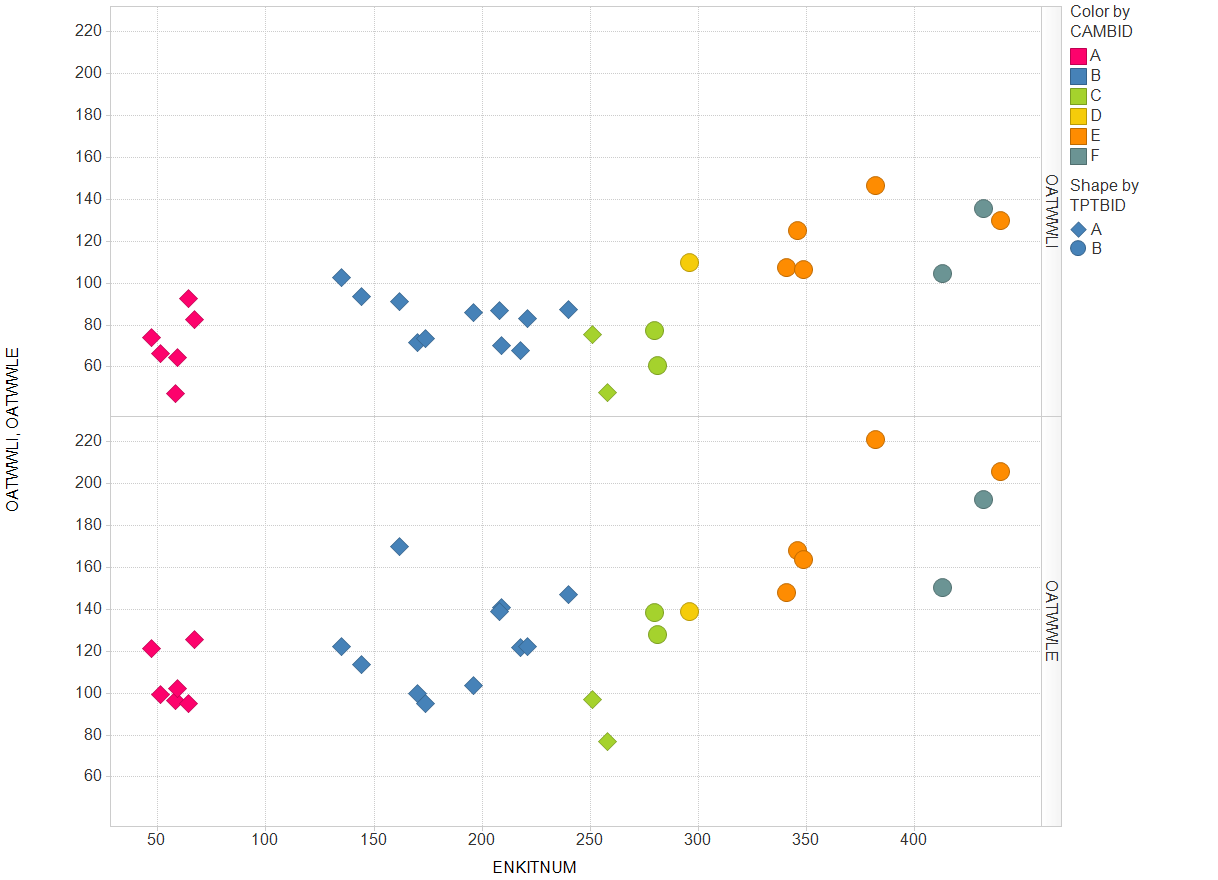 OATWWLI, OATWWLE
220
200
180
160
140
120
100
80
60
OATWWLI
220
200
180
160
140
120
100
80
60
OATWWLE
50 100 150 200 250 300 350 400
ENKITNUM
Color by
CAMBID
A
B
C
D
E
F
Shape by
TPTBID
A
B